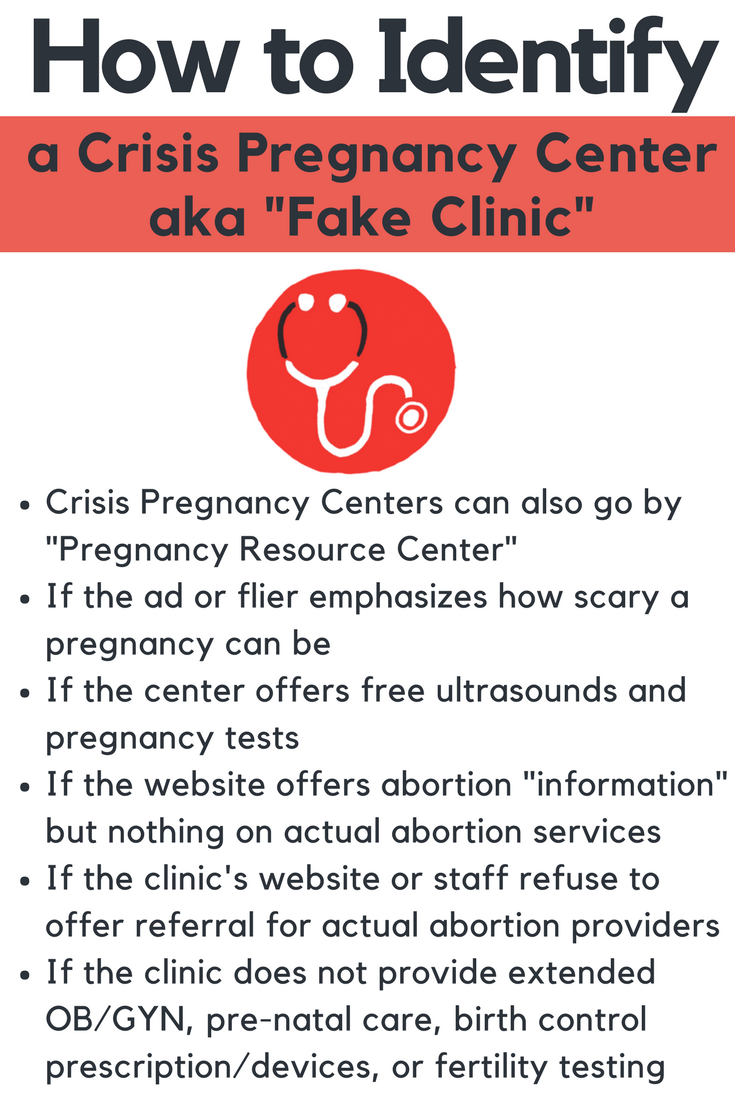 How to Identify
a Crisis Pregnancy Center
aka "Fake Clinic"
• Crisis Pregnancy Centers can also go by
"Pregnancy Resource Center"
• If the ad or flier emphasizes how scary a
pregnancy can be
• If the center offers free ultrasounds and
pregnancy tests
• If the website offers abortion "information"
but nothing on actual abortion services
• If the clinic's website or staff refuse to
offer referral for actual abortion providers
• If the clinic does not provide extended
OB/GYN, pre-natal care, birth control
prescription/devices, or fertility testing